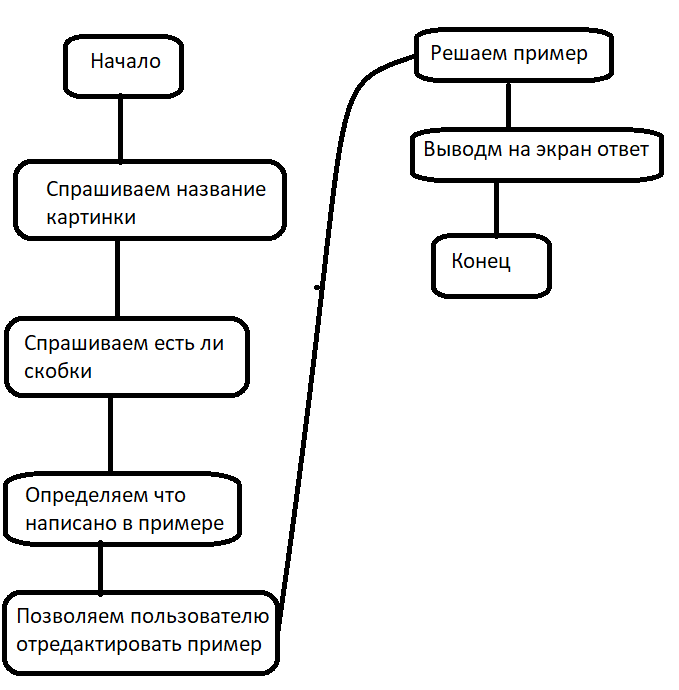 Начало
Спрашиваем название
картинки
Спрашиваем есть ли
скобки
Определяем что
написано в примере
Позволяем пользователю
отредактировать пример
Решаем пример
Выводм на экран ответ
Конец